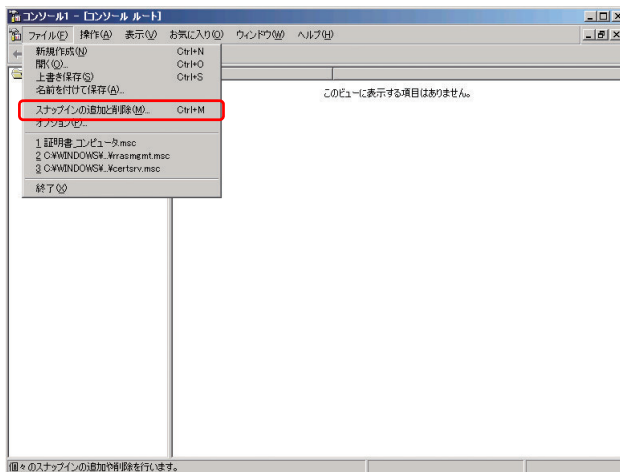 コンソール1 - [コンソール ルート]
ファイル(F) 操作(A) 表示(V) お気に入り(O) ウィンドウ(W) ヘルプ(H)
新規作成(N) Ctrl+N
開く(O)... Ctrl+O
上書き保存(S) Ctrl+S
名前を付けて保存(A)...
このビューに表示する項目はありません。
スナップインの追加と削除(M)... Ctrl+M
オプション(P)...
1 証明書_コンピュータ.msc
2 C:¥WINDOWS¥...¥rrasmgmt.msc
3 C:¥WINDOWS¥...¥certsrv.msc
終了(X)
個々のスナップインの追加や削除を行います。